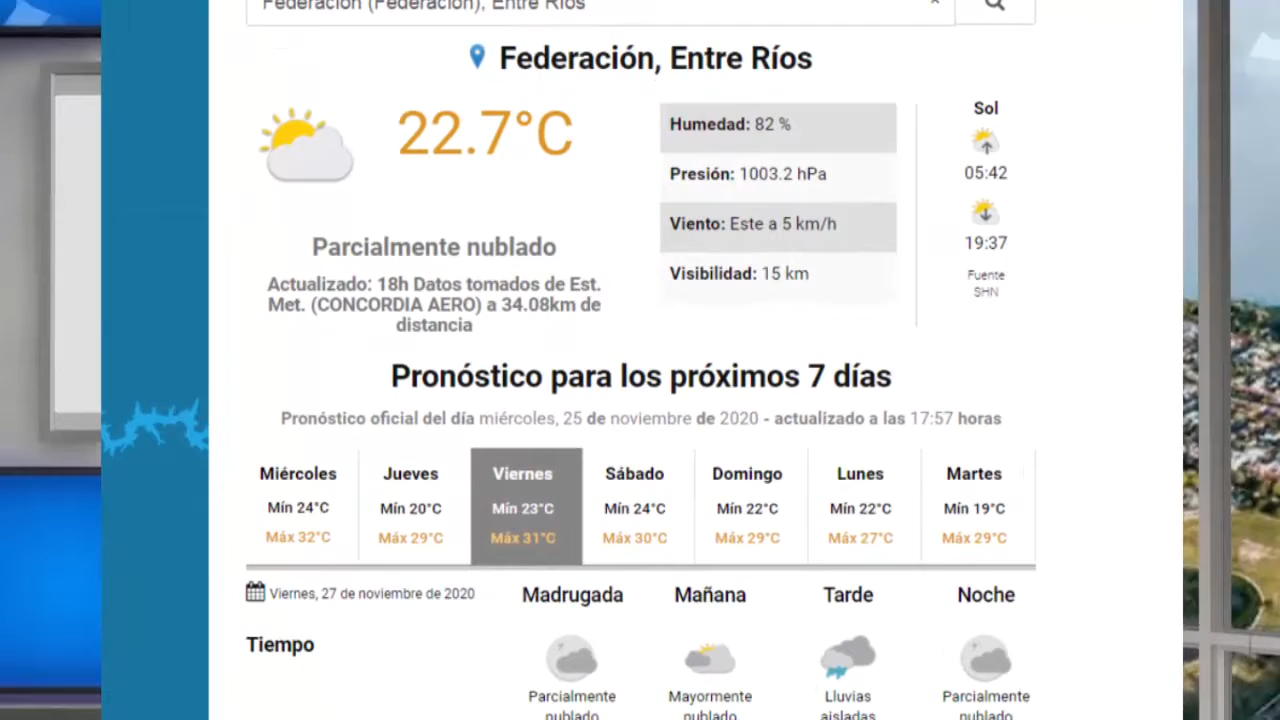 Federación (Federación), Entre Ríos
Federación, Entre Ríos
22.7°C
Parcialmente nublado
Actualizado: 18h Datos tomados de Est.
Met. (CONCORDIA AERO) a 34.08km de
distancia
Humedad: 82 %
Presión: 1003.2 hPa
Viento: Este a 5 km/h
Visibilidad: 15 km
Sol
05:42
19:37
Fuente
SHN
Pronóstico para los próximos 7 días
Pronóstico oficial del día miércoles, 25 de noviembre de 2020 - actualizado a las 17:57 horas
Miércoles Jueves Viernes Sábado Domingo Lunes Martes
Mín 24°C Mín 20°C Mín 23°C Mín 24°C Mín 22°C Mín 22°C Mín 19°C
Máx 32°C Máx 29°C Máx 31°C Máx 30°C Máx 29°C Máx 27°C Máx 29°C
Viernes, 27 de noviembre de 2020 Madrugada Mañana Tarde Noche
Tiempo
Parcialmente Mayormente Lluvias Parcialmente
nublado nublado aisladas nublado